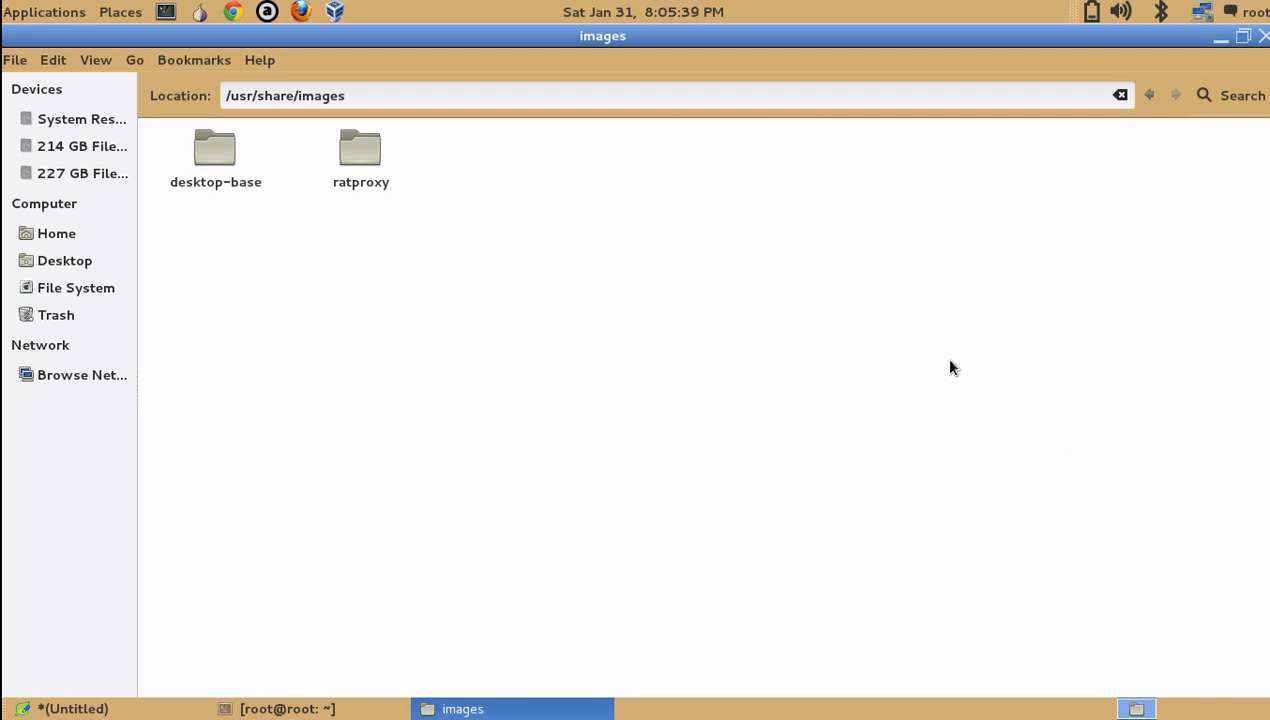 Applications Places Sat Jan 31, 8:05:39 PM root
images
File Edit View Go Bookmarks Help
Devices
Location: /usr/share/images Search
System Res...
214 GB File...
227 GB File...
desktop-base ratproxy
Computer
Home
Desktop
File System
Trash
Network
Browse Net...
*(Untitled) [root@root: ~] images